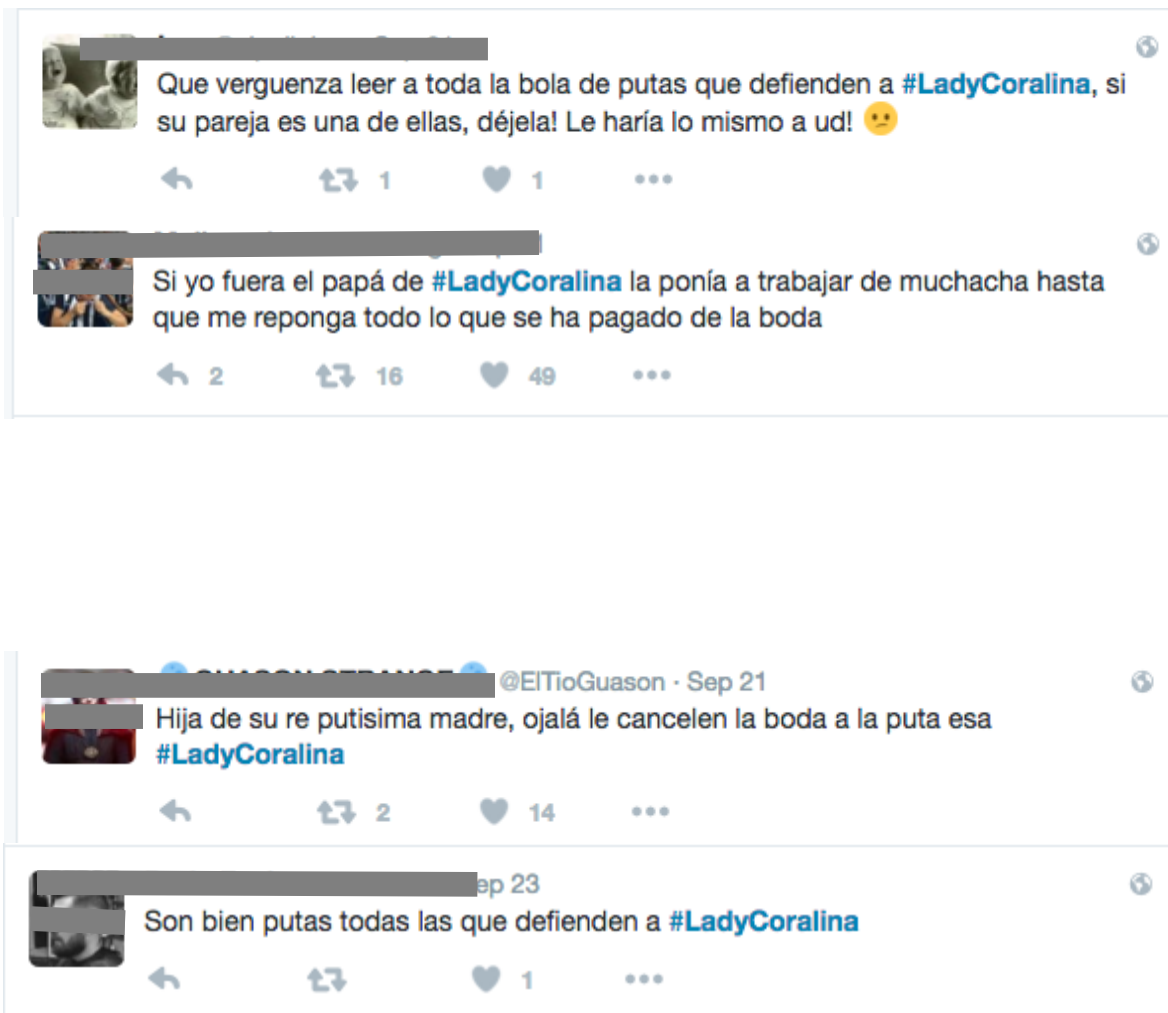 Que verguenza leer a toda la bola de putas que defienden a #LadyCoralina, si
su pareja es una de ellas, déjela! Le haría lo mismo a ud!
1 1
Si yo fuera el papá de #LadyCoralina la ponía a trabajar de muchacha hasta
que me reponga todo lo que se ha pagado de la boda
2 16 49
@ElTioGuason · Sep 21
Hija de su re putisima madre, ojalá le cancelen la boda a la puta esa
#LadyCoralina
2 14
ep 23
Son bien putas todas las que defienden a #LadyCoralina
1